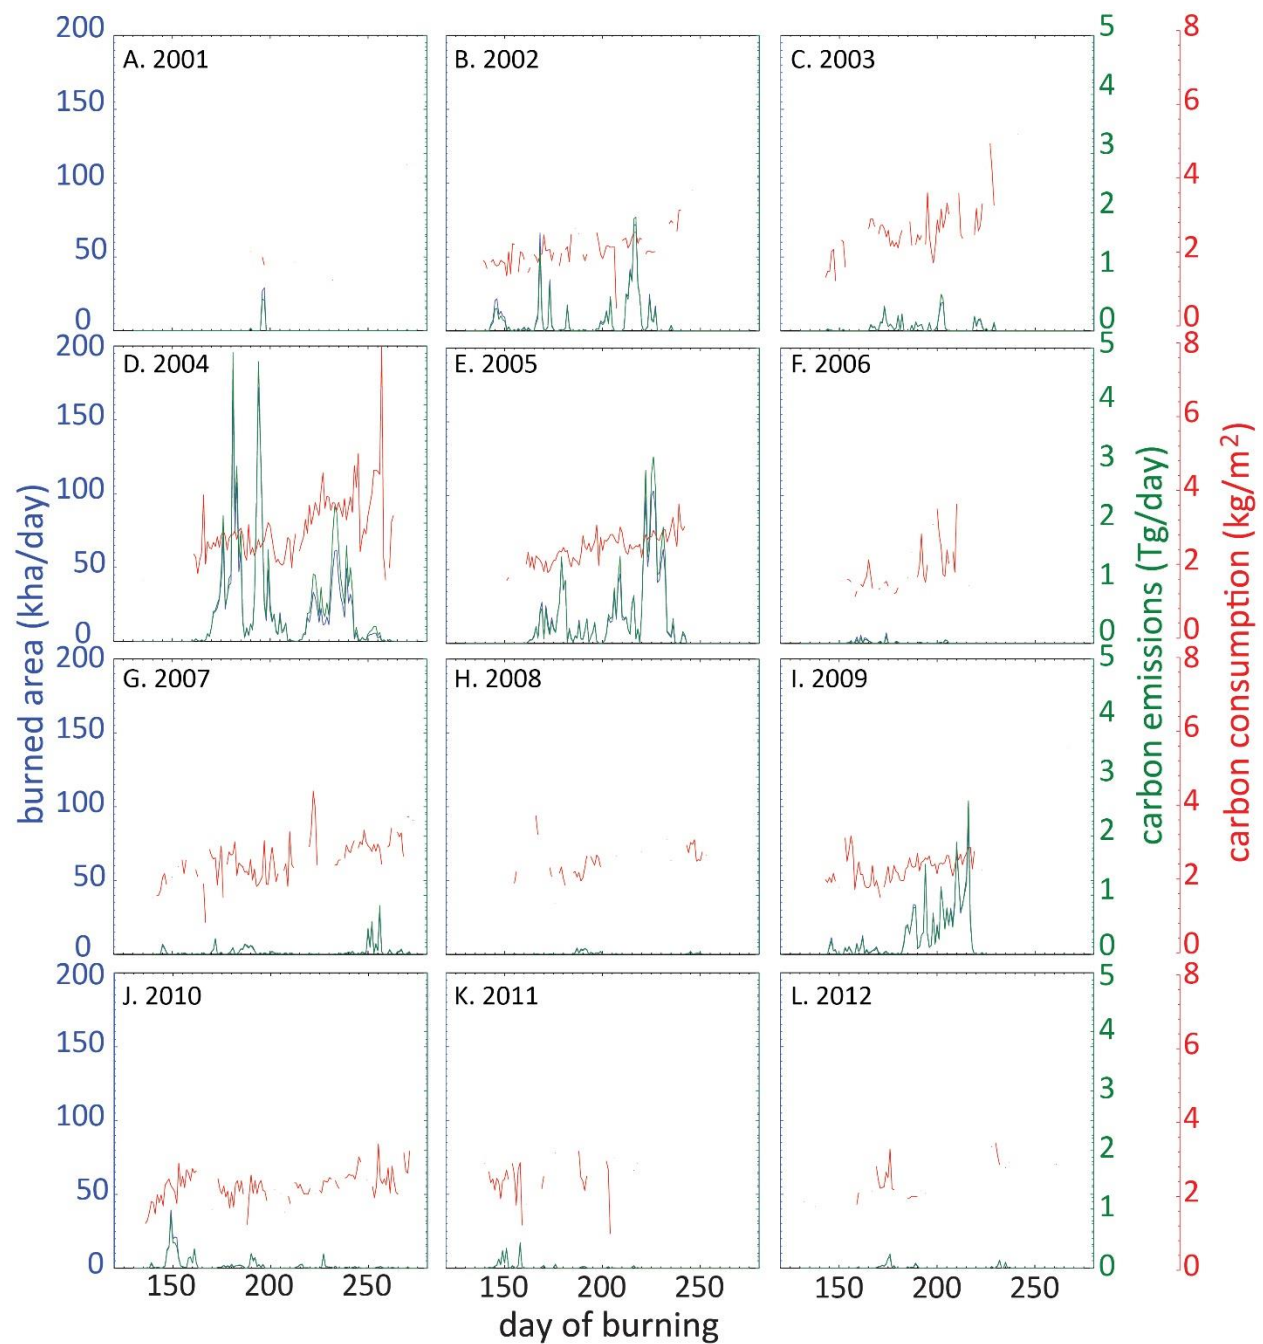 200 5 8
A. 2001 B. 2002 C. 2003
150 4 6
100 3 4
2
50 1 2
0 0 0
200 5 8
D. 2004 E. 2005 F. 2006
150 4 6
100 3 4
2
50 1 2
0 0 0
burned area (kha/day)
carbon emissions (Tg/day)
carbon consumption (kg/m²)
200 5 8
G. 2007 H. 2008 I. 2009
150 4 6
100 3 4
2
50 1 2
0 0 0
200 5 8
J. 2010 K. 2011 L. 2012
150 4 6
100 3 4
2
50 1 2
0 0 0
150 200 250 150 200 250 150 200 250
day of burning